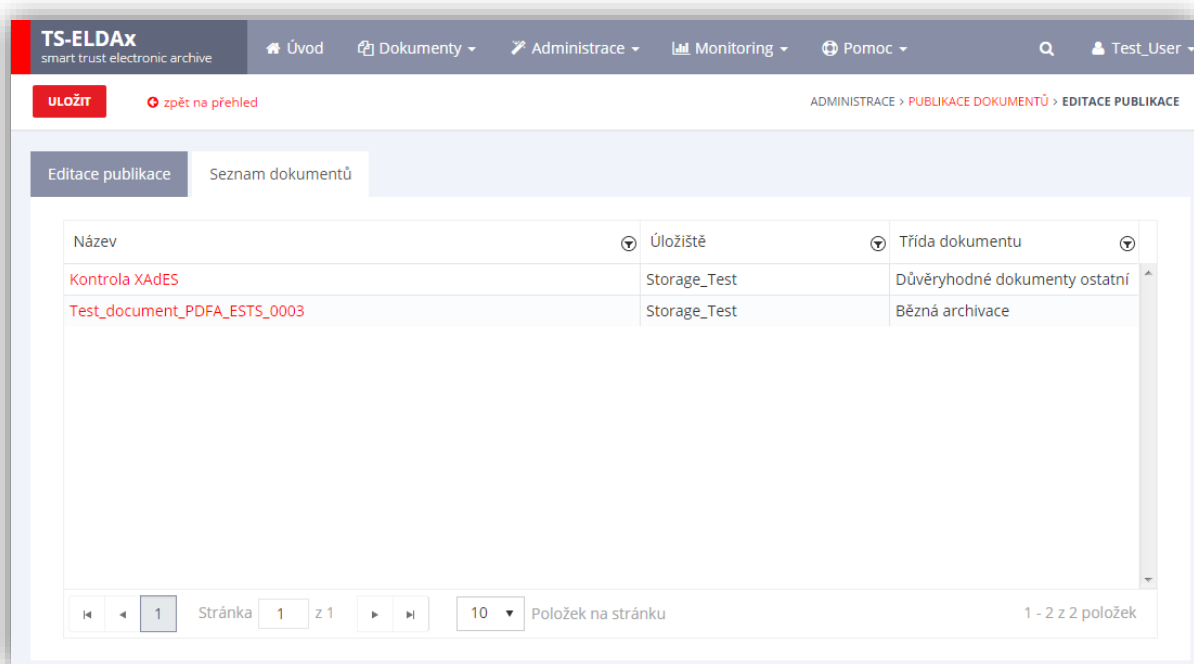 TS-ELDAx
smart trust electronic archive
Úvod
Dokumenty
Administrace
Monitoring
Pomoc
Test_User
ULOŽIT
zpět na přehled
ADMINISTRACE > PUBLIKACE DOKUMENTŮ > EDITACE PUBLIKACE
Editace publikace
Seznam dokumentů
Název
Úložiště
Třída dokumentu
Kontrola XAdES
Storage_Test
Důvěryhodné dokumenty ostatní
Test_document_PDFA_ESTS_0003
Storage_Test
Bězná archivace
1
Stránka 1 z 1
10
Položek na stránku
1 - 2 z 2 položek